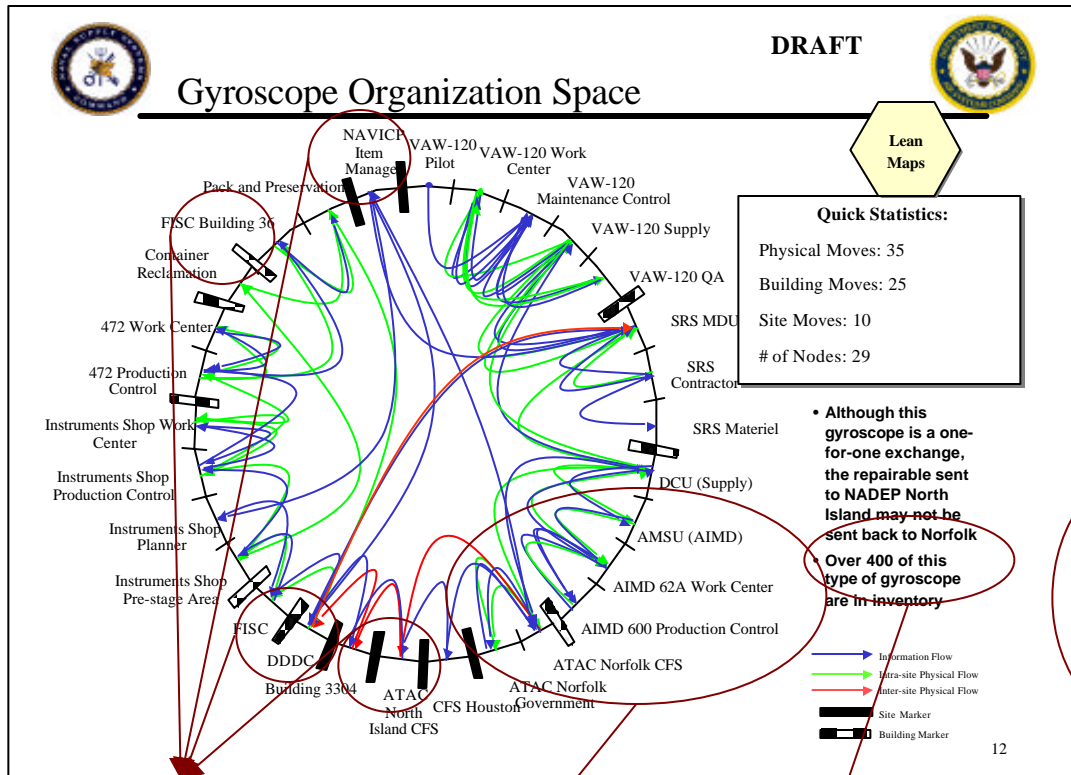 DRAFT
Gyroscope Organization Space
Lean
Maps
NAVICP
Item
Manager
VAW-120
Pilot
VAW-120 Work
Center
VAW-120
Maintenance Control
VAW-120 Supply
VAW-120 QA
SRS MDU
SRS
Contractor
SRS Materiel
DCU (Supply)
AMSU (AIMD)
AIMD 62A Work Center
AIMD 600 Production Control
ATAC Norfolk CFS
ATAC Norfolk
Government
CFS Houston
ATAC
North
Island CFS
Building 3304
DDDC
FISC
Instruments Shop
Pre-stage Area
Instruments Shop
Planner
Instruments Shop
Production Control
Instruments Shop Work
Center
472 Production
Control
472 Work Center
Container
Reclamation
FISC Building 36
Pack and Preservation
Quick Statistics:
Physical Moves: 35
Building Moves: 25
Site Moves: 10
# of Nodes: 29
• Although this
gyroscope is a one-
for-one exchange,
the repairable sent
to NADEP North
Island may not be
sent back to Norfolk
• Over 400 of this
type of gyroscope
are in inventory
Information Flow
Intra-site Physical Flow
Inter-site Physical Flow
Site Marker
Building Marker
12